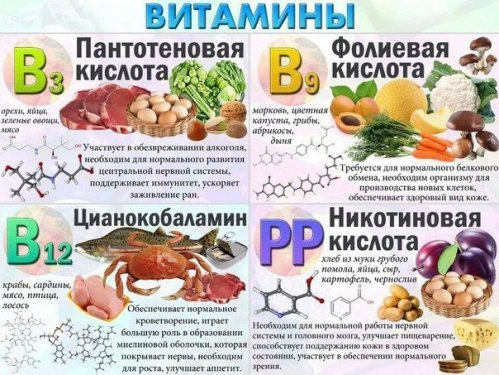 ВИТАМИНЫ
B3
Пантотеновая
кислота
орехи, яйца,
зеленые овощи,
мясо
Участвует в обезвреживании алкоголя,
необходим для нормального развития
центральной нервной системы,
поддерживает иммунитет, ускоряет
заживление ран.
B9
Фолиевая
кислота
морковь, цветная
капуста, грибы,
абрикосы,
дыня
Требуется для нормального белкового
обмена, необходим организму для
производства новых клеток,
обеспечивает здоровый вид коже.
B12
Цианокобаламин
крабы, сардины,
мясо, птица,
лосось
Обеспечивает нормальное
кроветворение, играет
большую роль в образовании
миелиновой оболочки, которая
покрывает нервы, необходим
для роста, улучшает аппетит.
PP
Никотиновая
кислота
хлеб из муки грубого
помола, яйца, сыр,
картофель, чернослив
Необходим для нормальной работы нервной
системы и головного мозга, улучшает пищеварение,
способствует поддержанию кожи в здоровом
состоянии, участвует в обеспечении нормального
зрения.